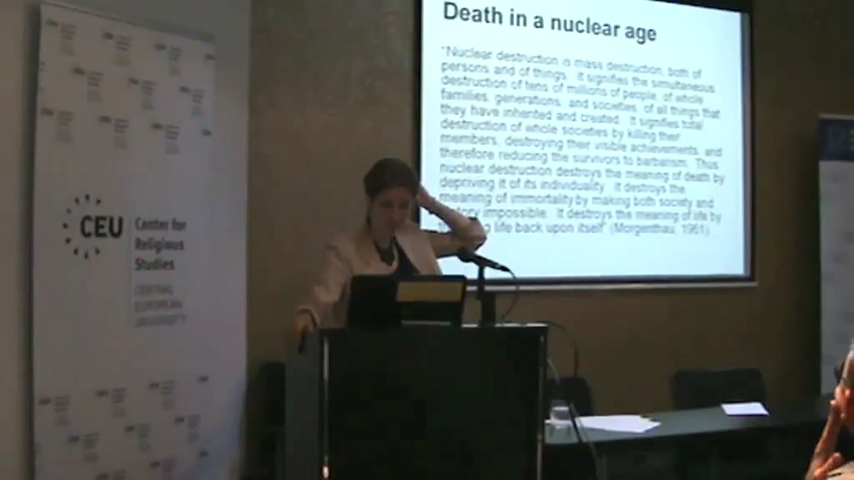 Death in a nuclear age
"Nuclear destruction is mass destruction, both of
persons and of things. It signifies the simultaneous
destruction of tens of millions of people, of whole
families, generations, and societies, of all things that
they have inherited and created. It signifies total
destruction of whole societies by killing their
members, destroying their visible achievements, and
therefore reducing the survivors to barbarism. Thus
nuclear destruction destroys the meaning of death by
depriving it of its individuality. It destroys the
meaning of immortality by making both society and
impossible. It destroys the meaning of life by
life back upon itself" (Morgenthau, 1961)
CEU
Center for
Religious
Studies
CENTRAL
EUROPEAN
UNIVERSITY